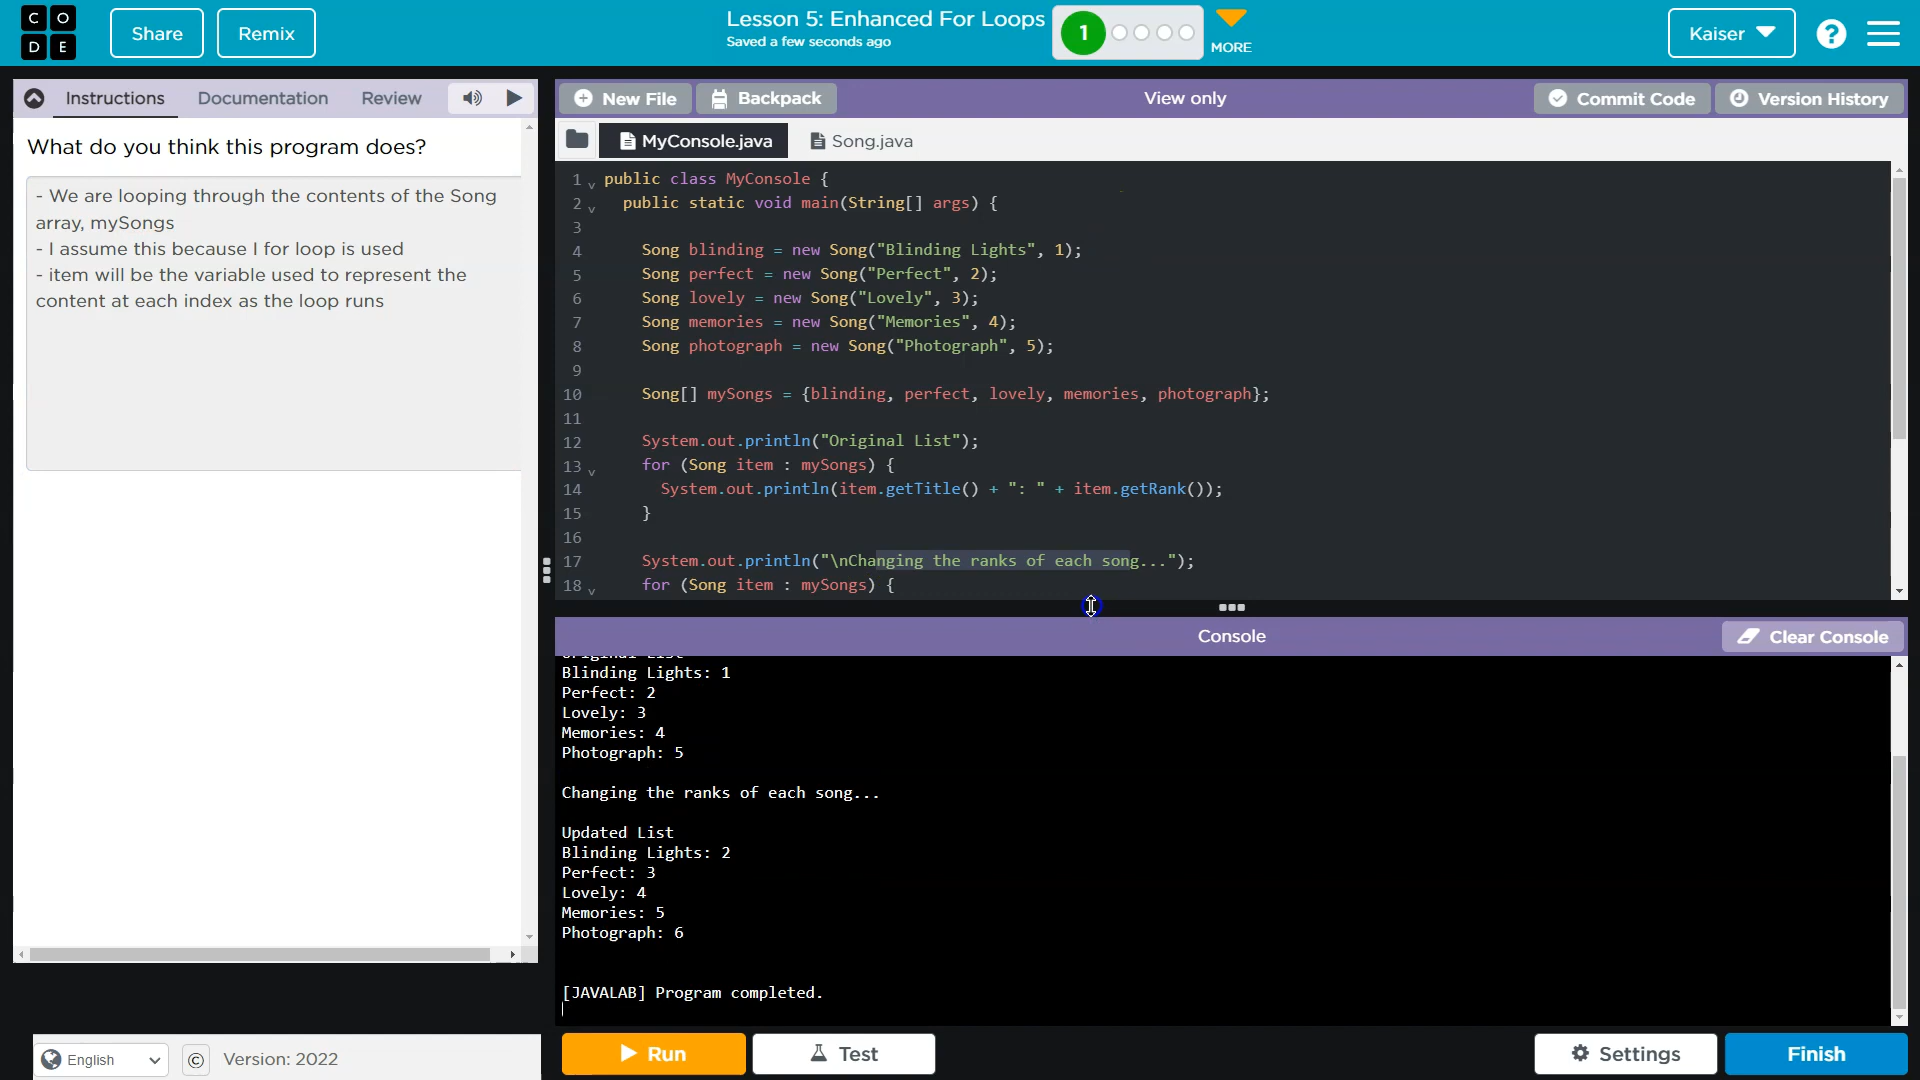 C O
D E
Share
Remix
Lesson 5: Enhanced For Loops
Saved a few seconds ago
1
MORE
Kaiser
?
Instructions
Documentation
Review
New File
Backpack
View only
Commit Code
Version History
What do you think this program does?
- We are looping through the contents of the Song
array, mySongs
- I assume this because I for loop is used
- item will be the variable used to represent the
content at each index as the loop runs
MyConsole.java
Song.java
1 public class MyConsole {
2 public static void main(String[] args) {
3
4 Song blinding = new Song("Blinding Lights", 1);
5 Song perfect = new Song("Perfect", 2);
6 Song lovely = new Song("Lovely", 3);
7 Song memories = new Song("Memories", 4);
8 Song photograph = new Song("Photograph", 5);
9
10 Song[] mySongs = {blinding, perfect, lovely, memories, photograph};
11
12 System.out.println("Original List");
13 for (Song item : mySongs) {
14 System.out.println(item.getTitle() + ": " + item.getRank());
15 }
16
17 System.out.println("\nChanging the ranks of each song...");
18 for (Song item : mySongs) {
Console
Clear Console
Original List
Blinding Lights: 1
Perfect: 2
Lovely: 3
Memories: 4
Photograph: 5
Changing the ranks of each song...
Updated List
Blinding Lights: 2
Perfect: 3
Lovely: 4
Memories: 5
Photograph: 6
[JAVALAB] Program completed.
English
©
Version: 2022
Run
Test
Settings
Finish